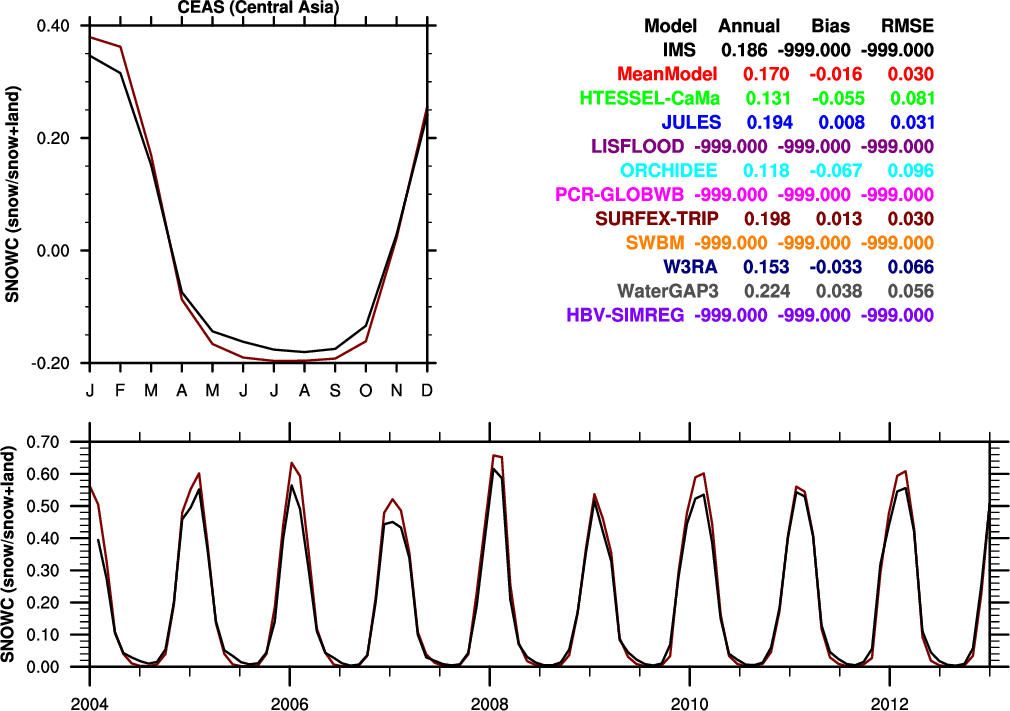 CEAS (Central Asia)
SNOWC (snow/snow+land)
0.40
0.20
0.00
-0.20
J F M A M J J A S O N D
Model Annual Bias RMSE
IMS 0.186 -999.000 -999.000
MeanModel 0.170 -0.016 0.030
HTESSEL-CaMa 0.131 -0.055 0.081
JULES 0.194 0.008 0.031
LISFLOOD -999.000 -999.000 -999.000
ORCHIDEE 0.118 -0.067 0.096
PCR-GLOBWB -999.000 -999.000 -999.000
SURFEX-TRIP 0.198 0.013 0.030
SWBM -999.000 -999.000 -999.000
W3RA 0.153 -0.033 0.066
WaterGAP3 0.224 0.038 0.056
HBV-SIMREG -999.000 -999.000 -999.000
SNOWC (snow/snow+land)
0.70
0.60
0.50
0.40
0.30
0.20
0.10
0.00
2004 2006 2008 2010 2012